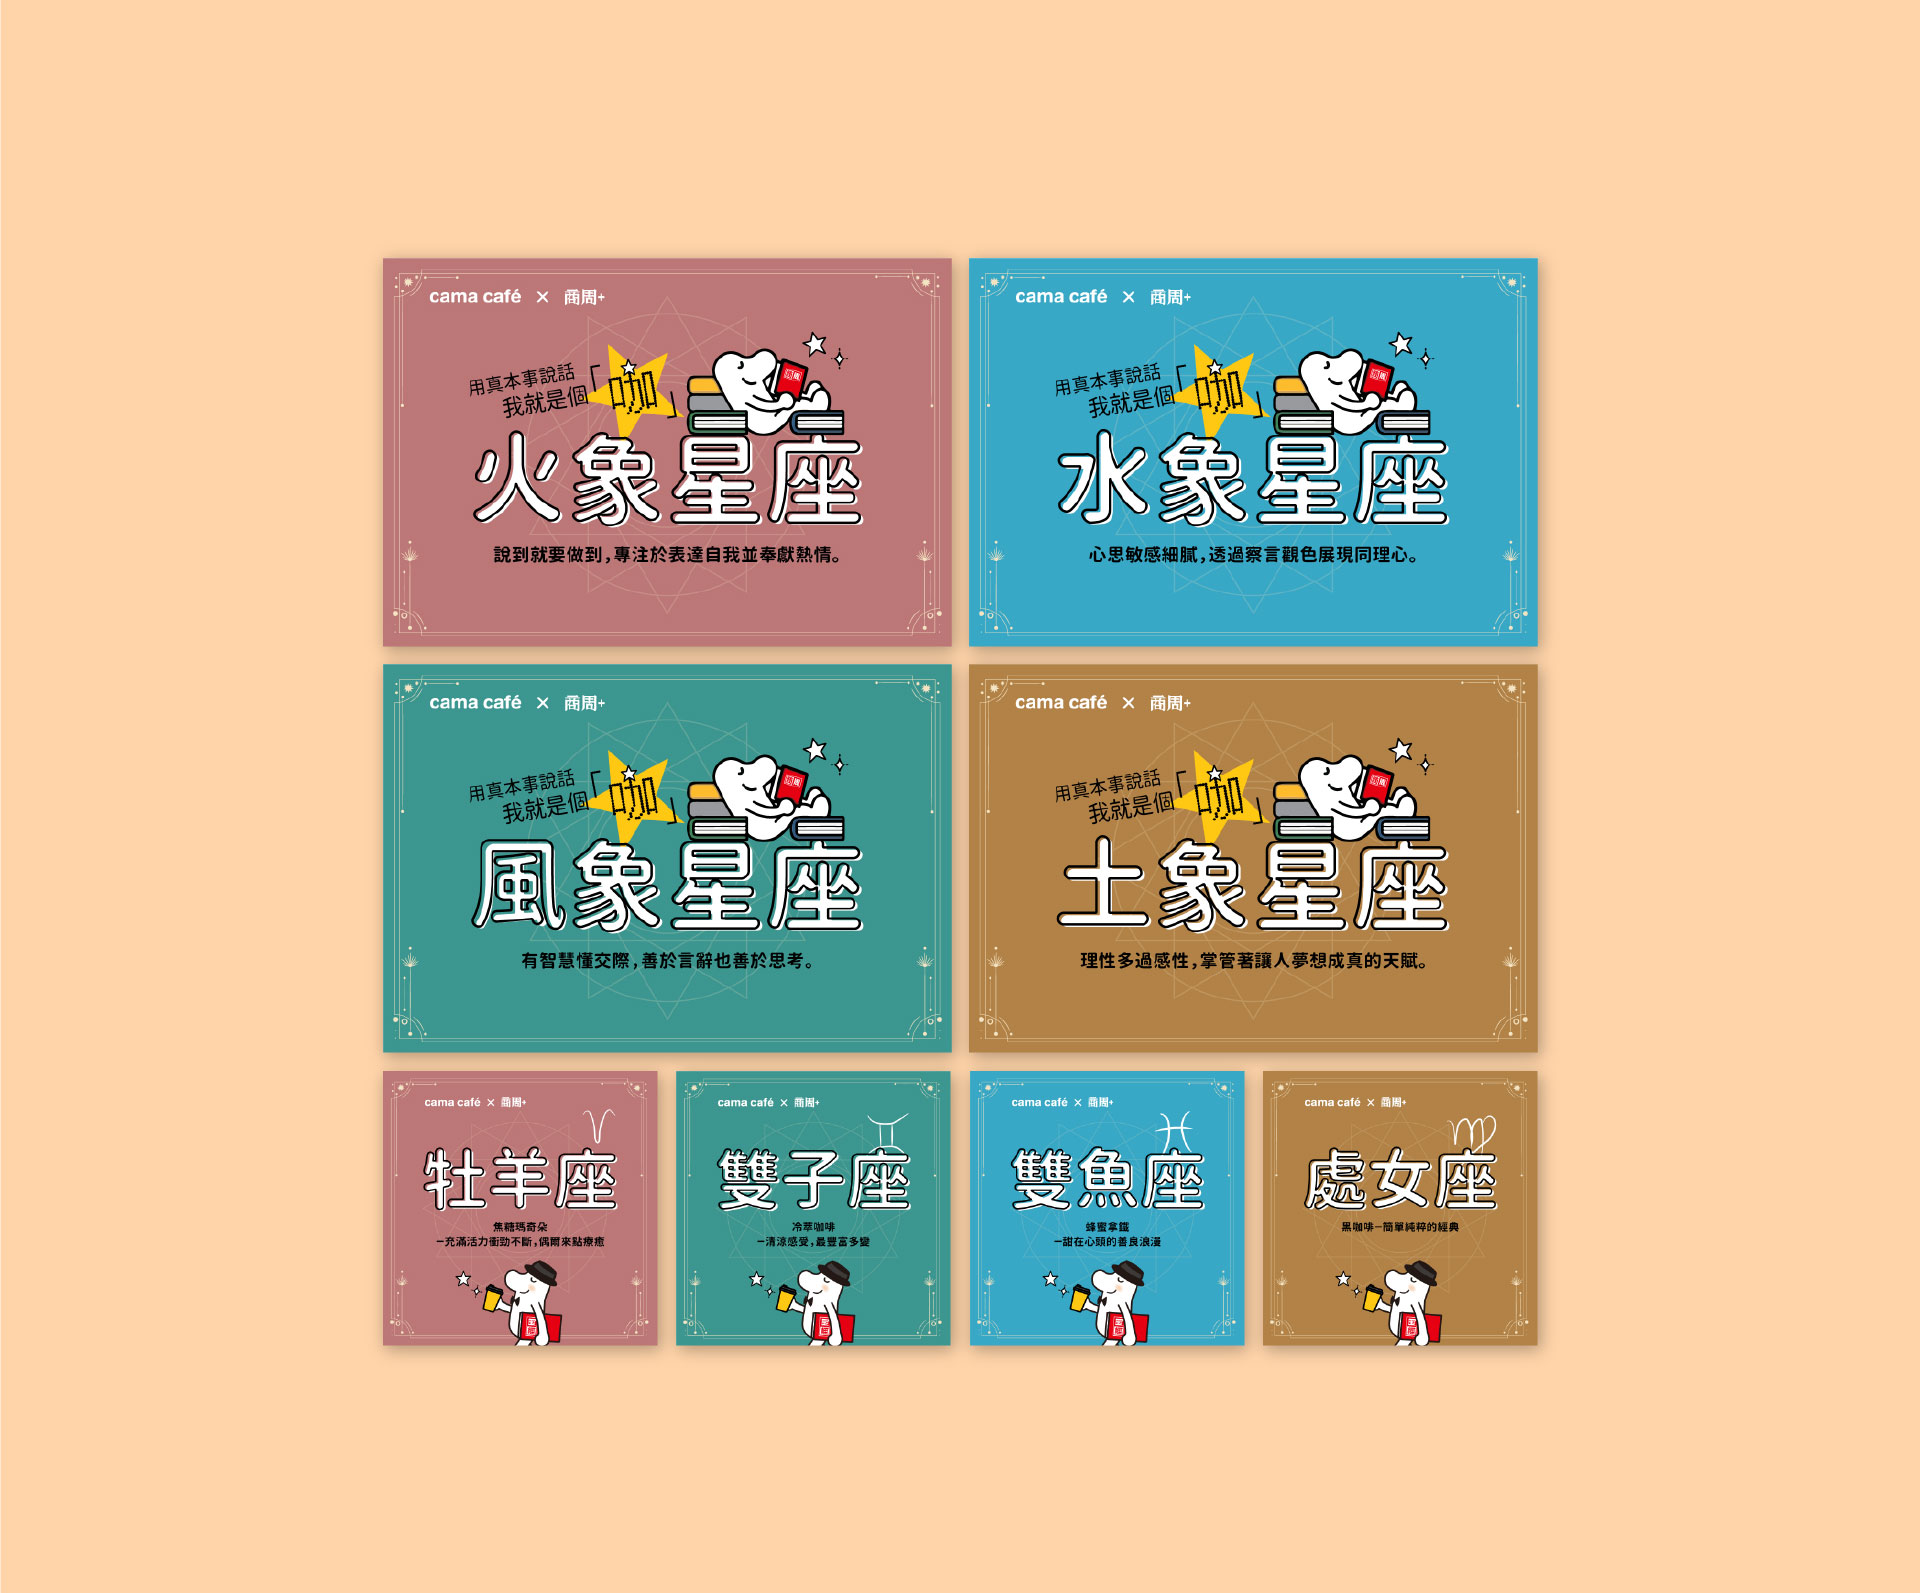 cama café × 商周+
用真本事說話
我就是個「咖」
火象星座
說到就要做到,專注於表達自我並奉獻熱情。
cama café × 商周+
用真本事說話
我就是個「咖」
水象星座
心思敏感細膩,透過察言觀色展現同理心。
cama café × 商周+
用真本事說話
我就是個「咖」
風象星座
有智慧懂交際,善於言辭也善於思考。
cama café × 商周+
用真本事說話
我就是個「咖」
土象星座
理性多過感性,掌管著讓人夢想成真的天賦。
cama café × 商周+
牡羊座
焦糖瑪奇朵
–充滿活力衝勁不斷,偶爾來點療癒
cama café × 商周+
雙子座
冷萃咖啡
–清涼感受,最豐富多變
cama café × 商周+
雙魚座
蜂蜜拿鐵
–甜在心頭的善良浪漫
cama café × 商周+
處女座
黑咖啡–簡單純粹的經典